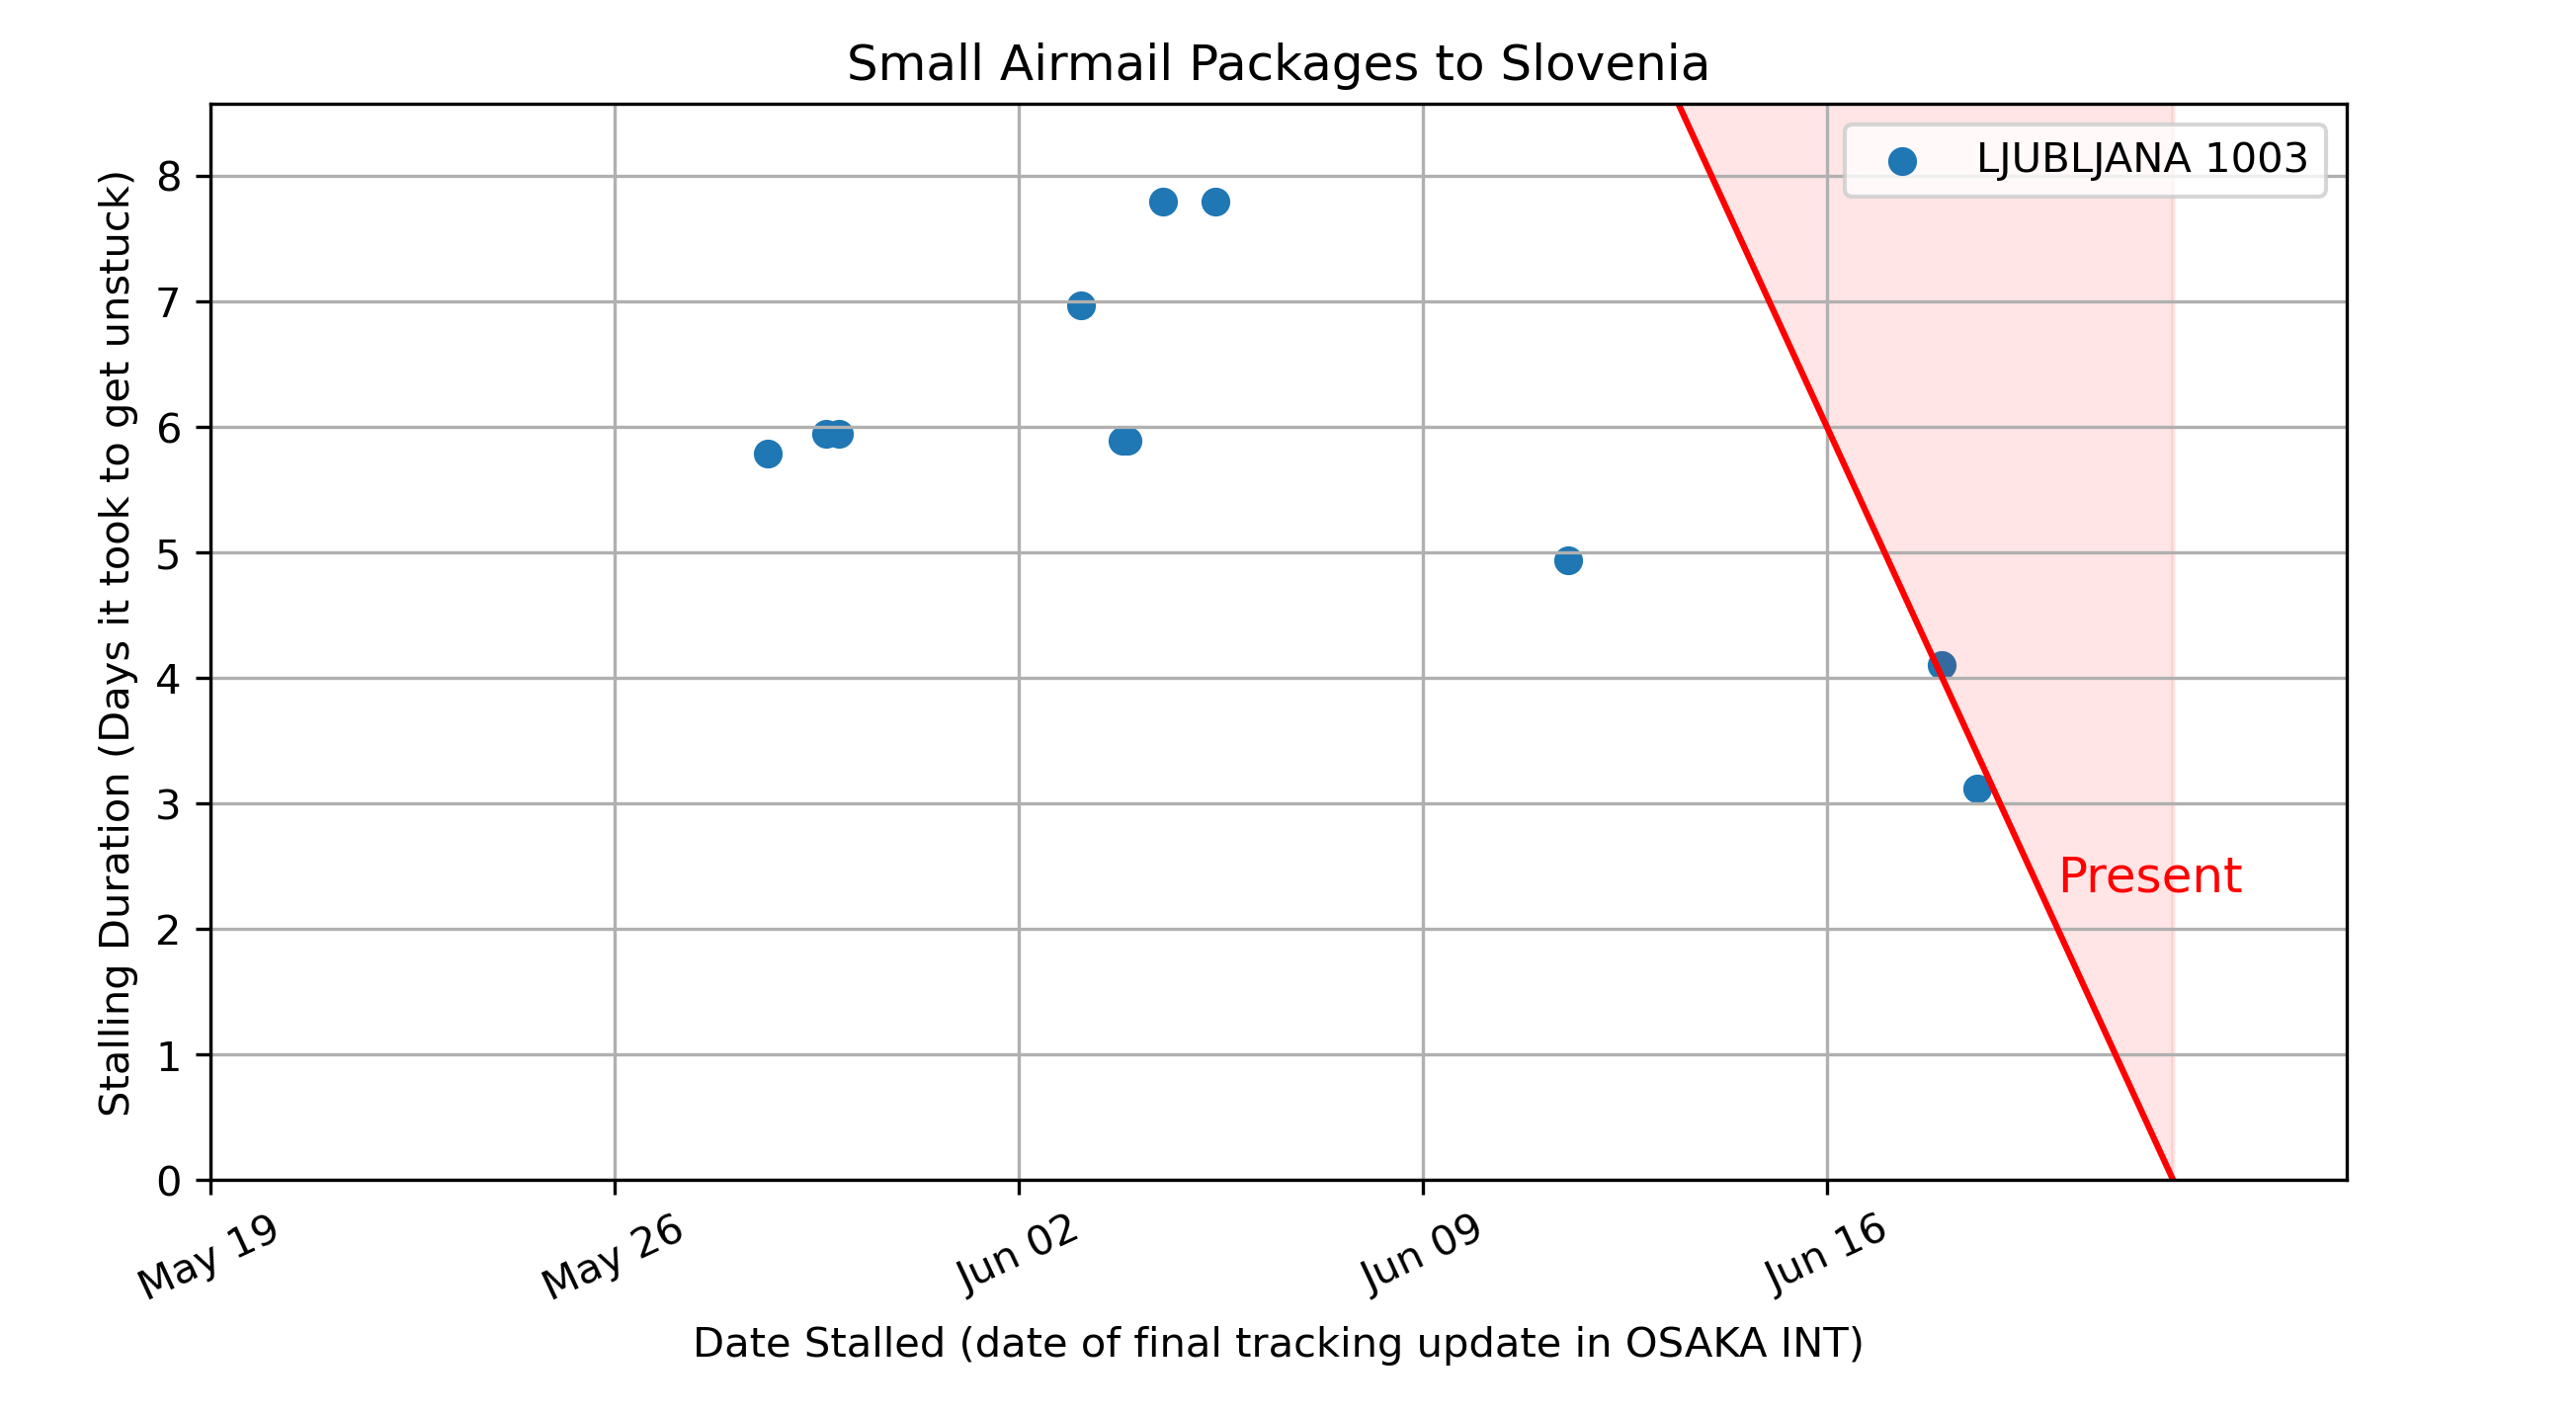 Small Airmail Packages to Slovenia
LJUBLJANA 1003
Stalling Duration (Days it took to get unstuck)
8
7
6
5
4
3
2
1
0
Present
May 19
May 26
Jun 02
Jun 09
Jun 16
Date Stalled (date of final tracking update in OSAKA INT)